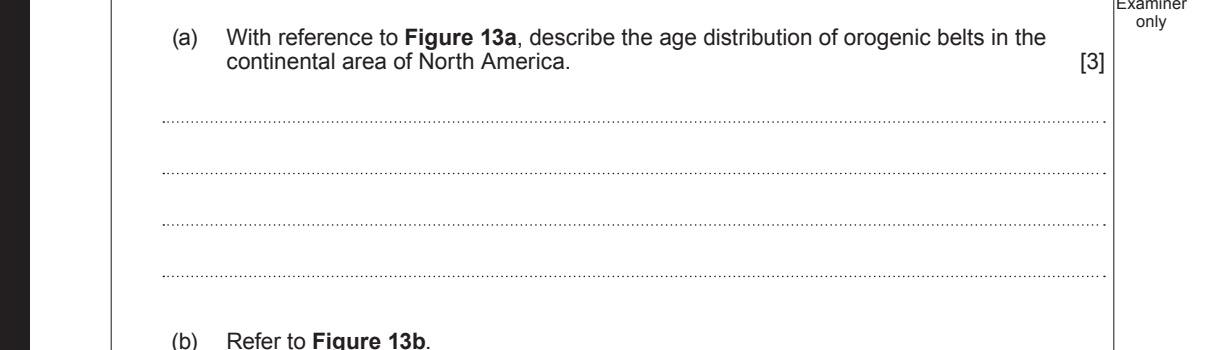 Examiner
only
(a) With reference to Figure 13a, describe the age distribution of orogenic belts in the
continental area of North America. [3]
(b) Refer to Figure 13b.